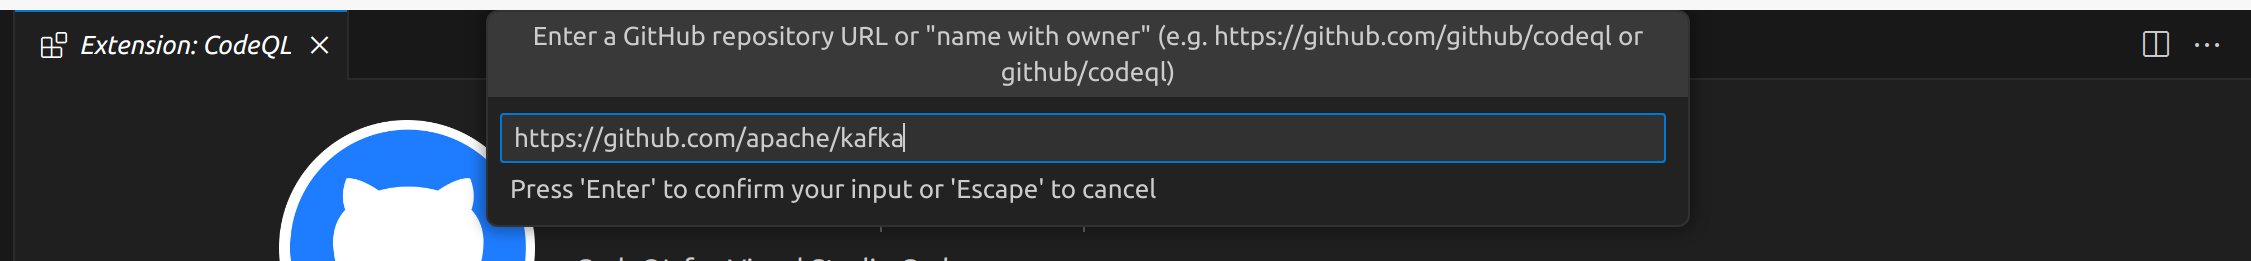 Extension: CodeQL
Enter a GitHub repository URL or "name with owner" (e.g. https://github.com/github/codeql or
github/codeql)
https://github.com/apache/kafka
Press 'Enter' to confirm your input or 'Escape' to cancel